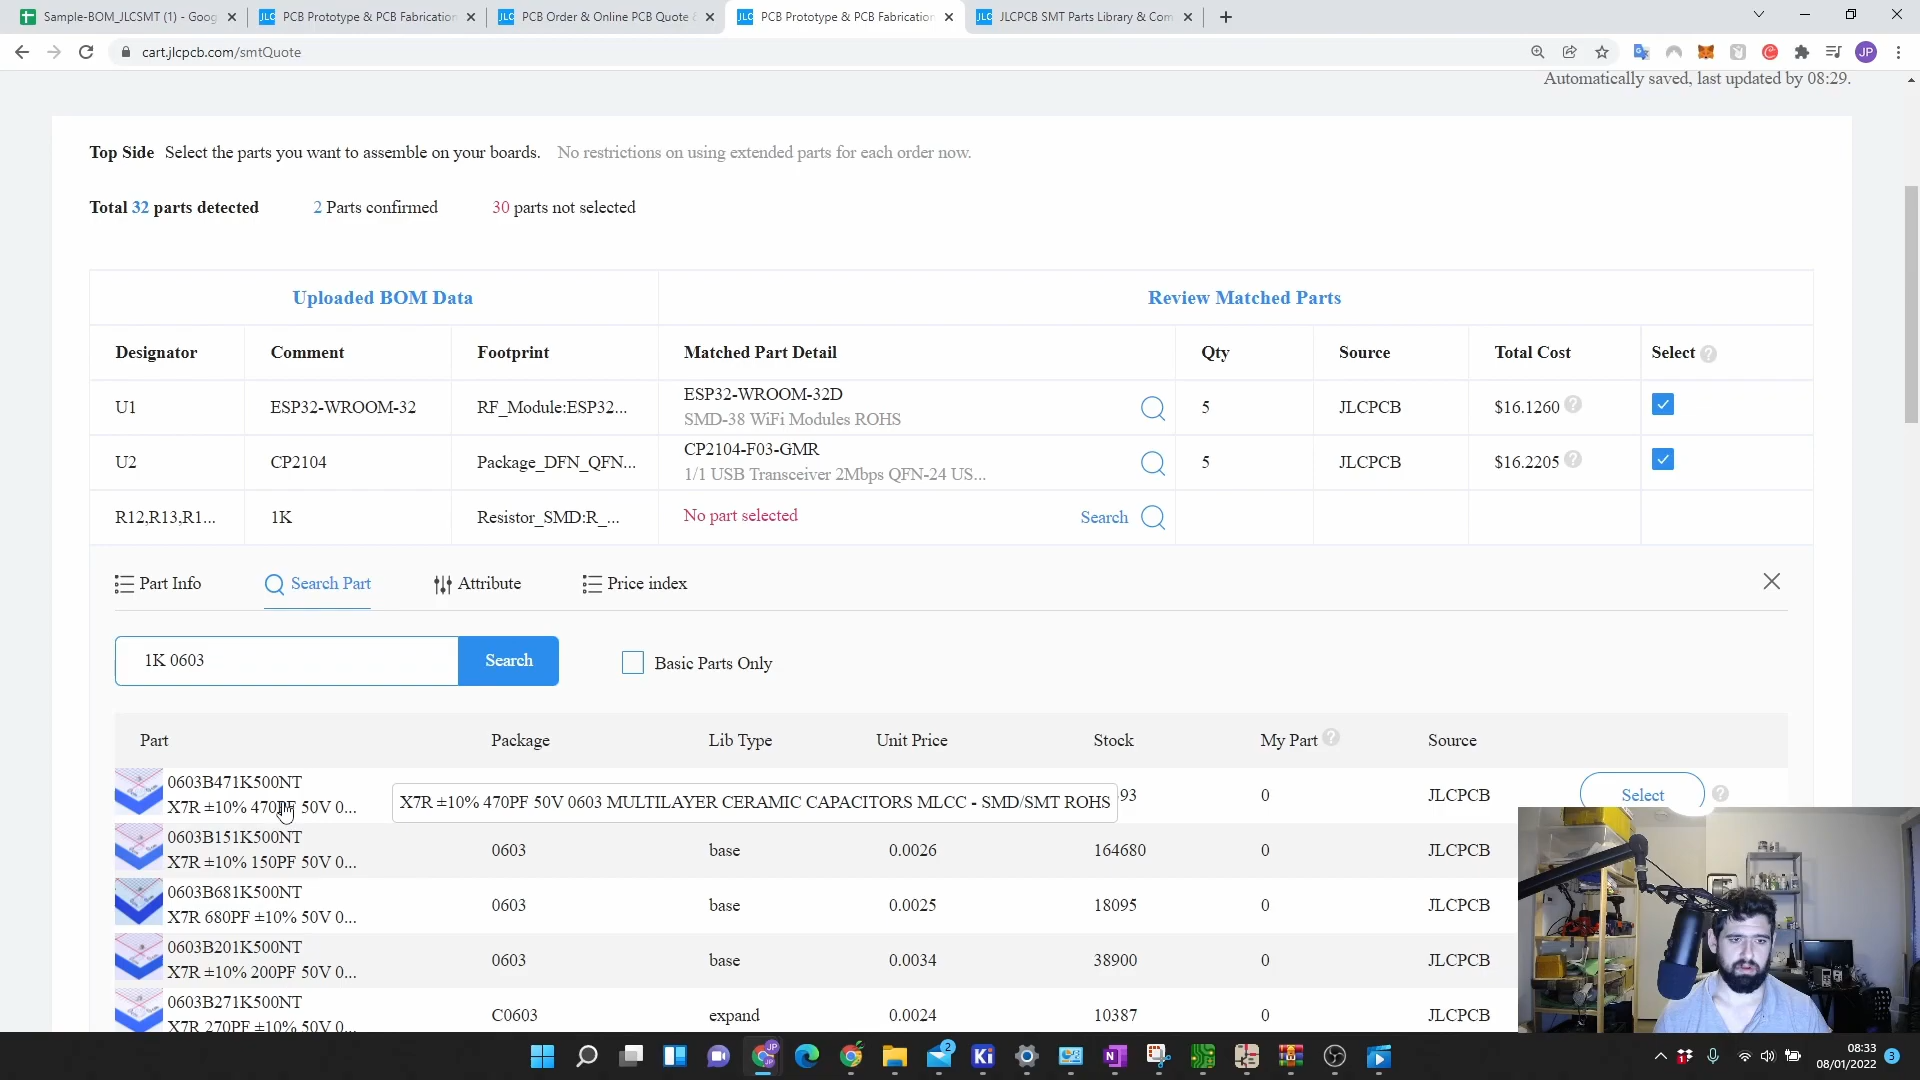 Sample-BOM_JLCSMT (1) - Goog
PCB Prototype & PCB Fabrication
PCB Order & Online PCB Quote &
PCB Prototype & PCB Fabrication
JLCPCB SMT Parts Library & Com
cart.jlcpcb.com/smtQuote
JP
Automatically saved, last updated by 08:29.
Top Side Select the parts you want to assemble on your boards. No restrictions on using extended parts for each order now.
Total 32 parts detected 2 Parts confirmed 30 parts not selected
Uploaded BOM Data Review Matched Parts
Designator Comment Footprint Matched Part Detail Qty Source Total Cost Select ?
U1 ESP32-WROOM-32 RF_Module:ESP32... ESP32-WROOM-32D 5 JLCPCB $16.1260 ?
SMD-38 WiFi Modules ROHS
U2 CP2104 Package_DFN_QFN... CP2104-F03-GMR 5 JLCPCB $16.2205 ?
1/1 USB Transceiver 2Mbps QFN-24 US...
R12,R13,R1... 1K Resistor_SMD:R_... No part selected Search
Part Info Search Part Attribute Price index
1K 0603 Search Basic Parts Only
Part Package Lib Type Unit Price Stock My Part ? Source
0603B471K500NT
X7R ±10% 470PF 50V 0... X7R ±10% 470PF 50V 0603 MULTILAYER CERAMIC CAPACITORS MLCC - SMD/SMT ROHS 93 0 JLCPCB Select ?
0603B151K500NT
X7R ±10% 150PF 50V 0... 0603 base 0.0026 164680 0 JLCPCB
0603B681K500NT
X7R 680PF ±10% 50V 0... 0603 base 0.0025 18095 0 JLCPCB
0603B201K500NT
X7R ±10% 200PF 50V 0... 0603 base 0.0034 38900 0 JLCPCB
0603B271K500NT
X7R 270PF ±10% 50V 0... C0603 expand 0.0024 10387 0 JLCPCB
08:33
08/01/2022